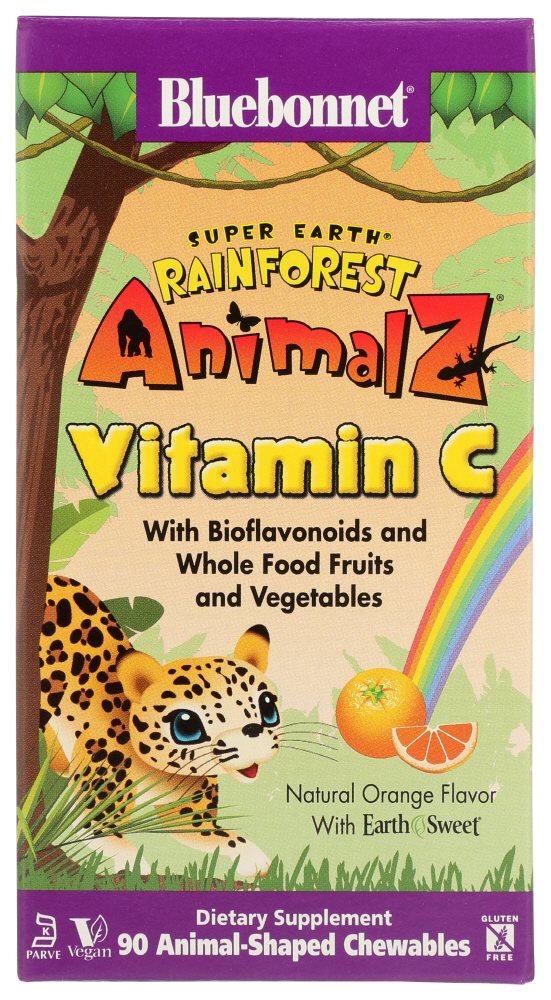 Bluebonnet®
SUPER EARTH®
RAINFOREST
AnimalZ®
Vitamin C
With Bioflavonoids and
Whole Food Fruits
and Vegetables
Natural Orange Flavor
With EarthSweet®
Dietary Supplement
90 Animal-Shaped Chewables
K
PARVE
V
Vegan
GLUTEN
FREE